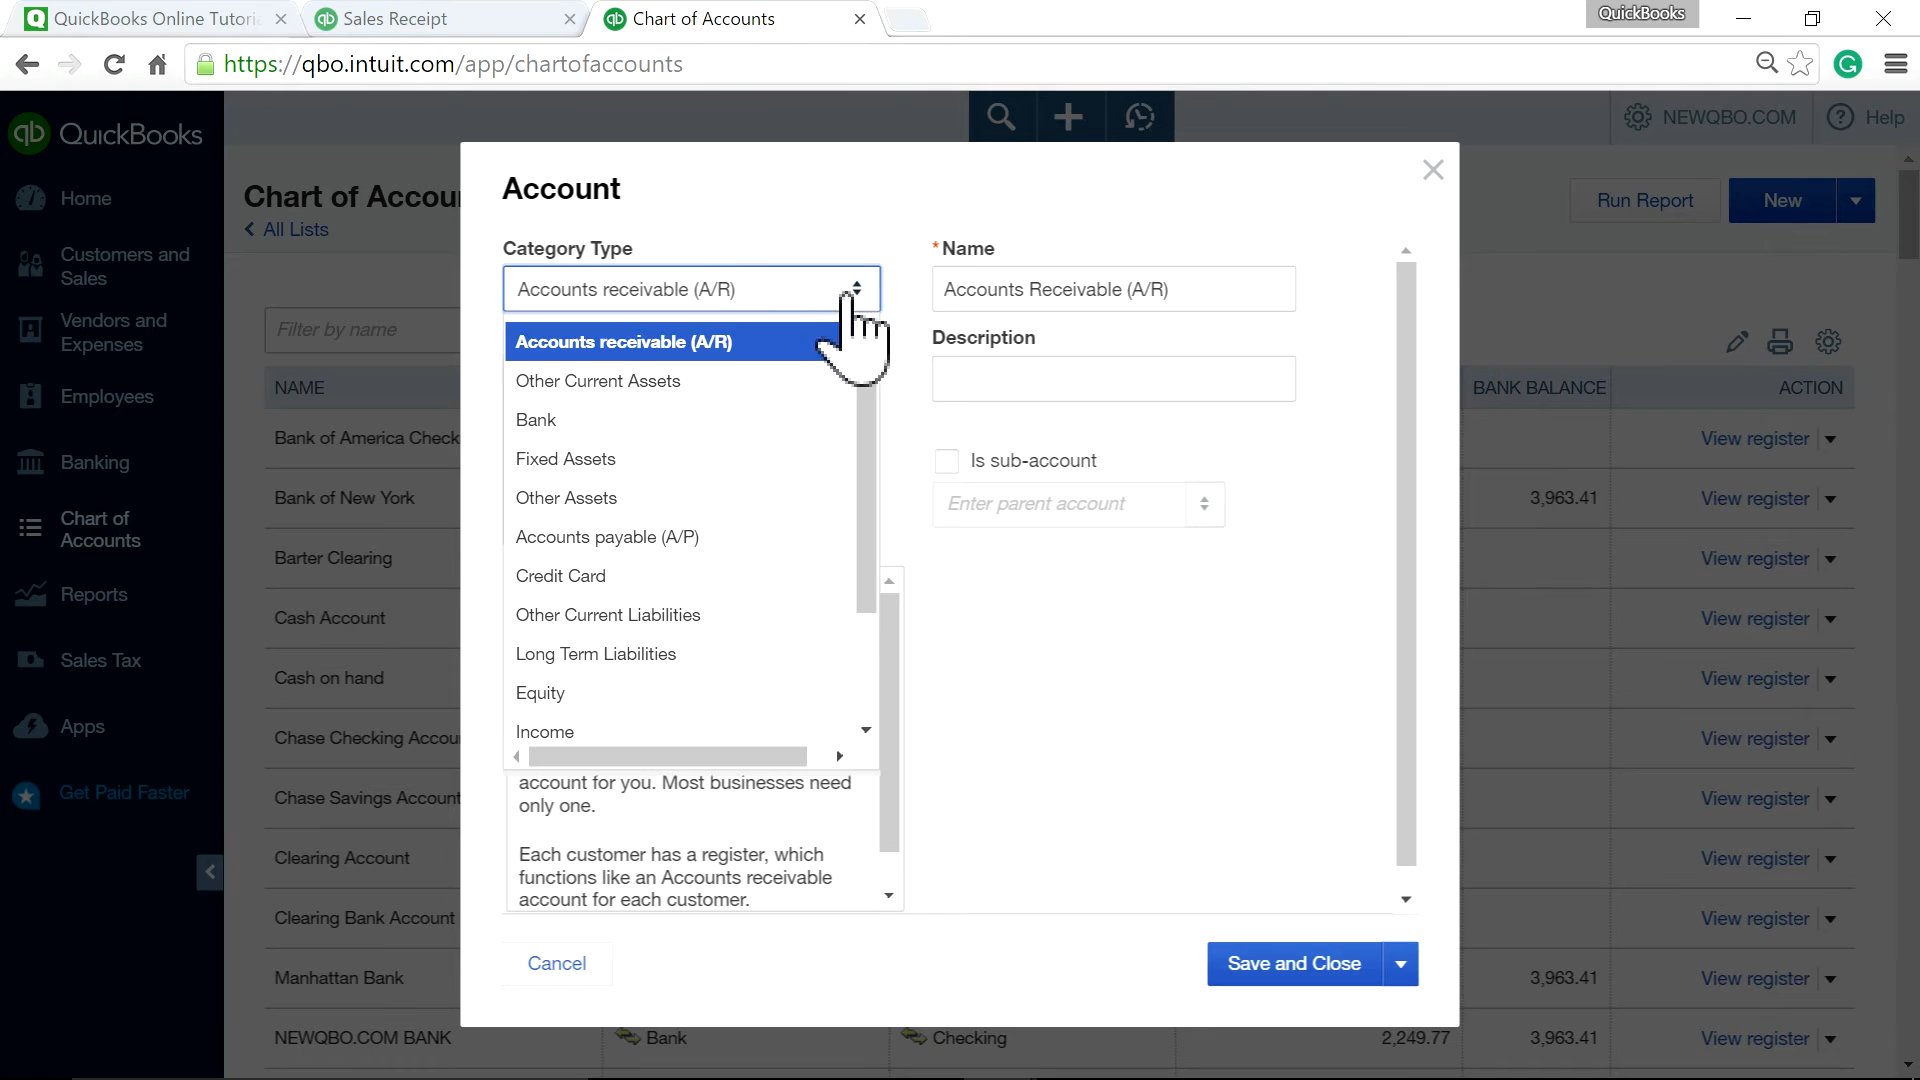 QuickBooks Online Tutori
Sales Receipt
Chart of Accounts
QuickBooks
https://qbo.intuit.com/app/chartofaccounts
qb QuickBooks
NEWQBO.COM
Help
Home
Customers and
Sales
Vendors and
Expenses
Employees
Banking
Chart of
Accounts
Reports
Sales Tax
Apps
Get Paid Faster
Chart of Accou
All Lists
Run Report
New
Filter by name
NAME
BANK BALANCE
ACTION
Bank of America Check
View register
Bank of New York
3,963.41
View register
Barter Clearing
View register
Cash Account
View register
Cash on hand
View register
Chase Checking Accou
View register
Chase Savings Account
View register
Clearing Account
View register
Clearing Bank Account
View register
Manhattan Bank
3,963.41
View register
NEWQBO.COM BANK
Bank
Checking
2,249.77
3,963.41
View register
Account
Category Type
Accounts receivable (A/R)
Accounts receivable (A/R)
Other Current Assets
Bank
Fixed Assets
Other Assets
Accounts payable (A/P)
Credit Card
Other Current Liabilities
Long Term Liabilities
Equity
Income
account for you. Most businesses need
only one.
Each customer has a register, which
functions like an Accounts receivable
account for each customer.
*Name
Accounts Receivable (A/R)
Description
Is sub-account
Enter parent account
Cancel
Save and Close